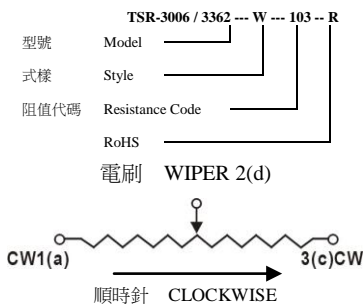 TSR-3006 / 3362 --- W --- 103 -- R
型號 Model
式樣 Style
阻值代碼 Resistance Code
RoHS
電刷 WIPER 2(d)
CW1(a) 3(c)CW
順時針 CLOCKWISE